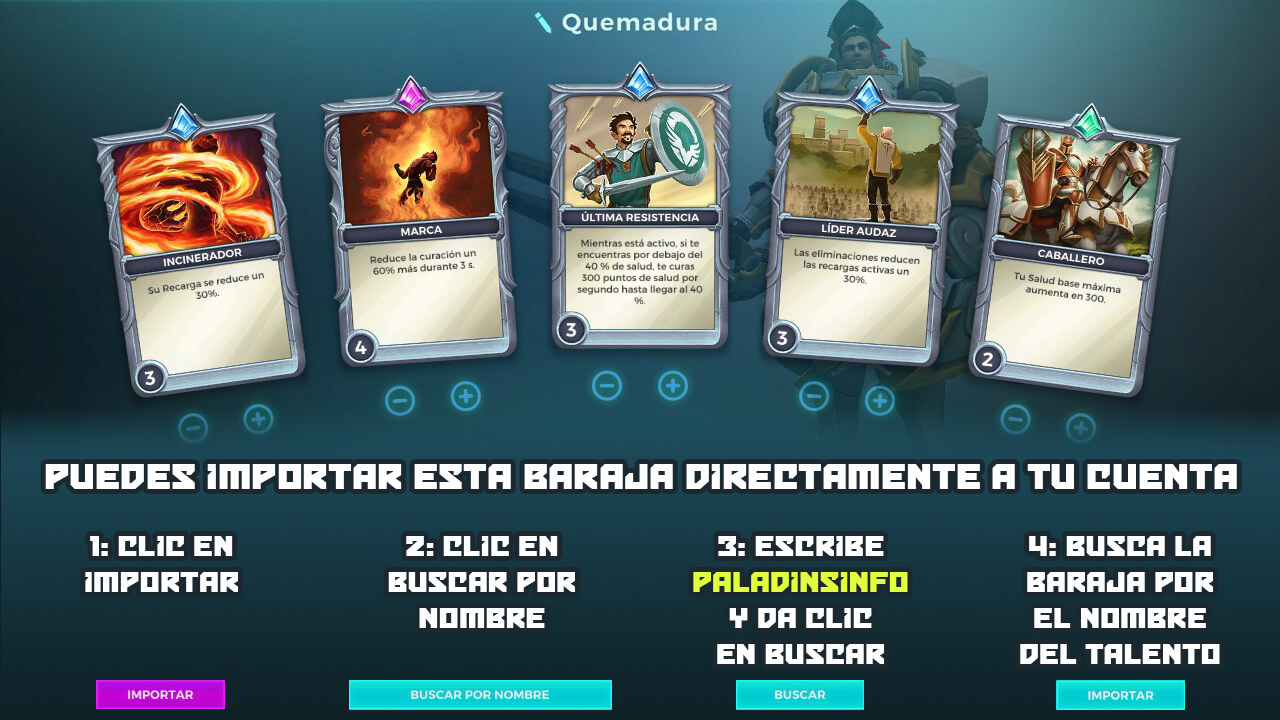 Quemadura
INCINERADOR
Su Recarga se reduce un
30%.
3
MARCA
Reduce la curación un
60% más durante 3 s.
4
ÚLTIMA RESISTENCIA
Mientras está activo, si te
encuentras por debajo del
40 % de salud, te curas
300 puntos de salud por
segundo hasta llegar al 40
%.
3
LÍDER AUDAZ
Las eliminaciones reducen
las recargas activas un
30%.
3
CABALLERO
Tu Salud base máxima
aumenta en 300.
2
PUEDES IMPORTAR ESTA BARAJA DIRECTAMENTE A TU CUENTA
1: CLIC EN
IMPORTAR
IMPORTAR
2: CLIC EN
BUSCAR POR
NOMBRE
BUSCAR POR NOMBRE
3: ESCRIBE
PALADINSINFO
Y DA CLIC
EN BUSCAR
BUSCAR
4: BUSCA LA
BARAJA POR
EL NOMBRE
DEL TALENTO
IMPORTAR